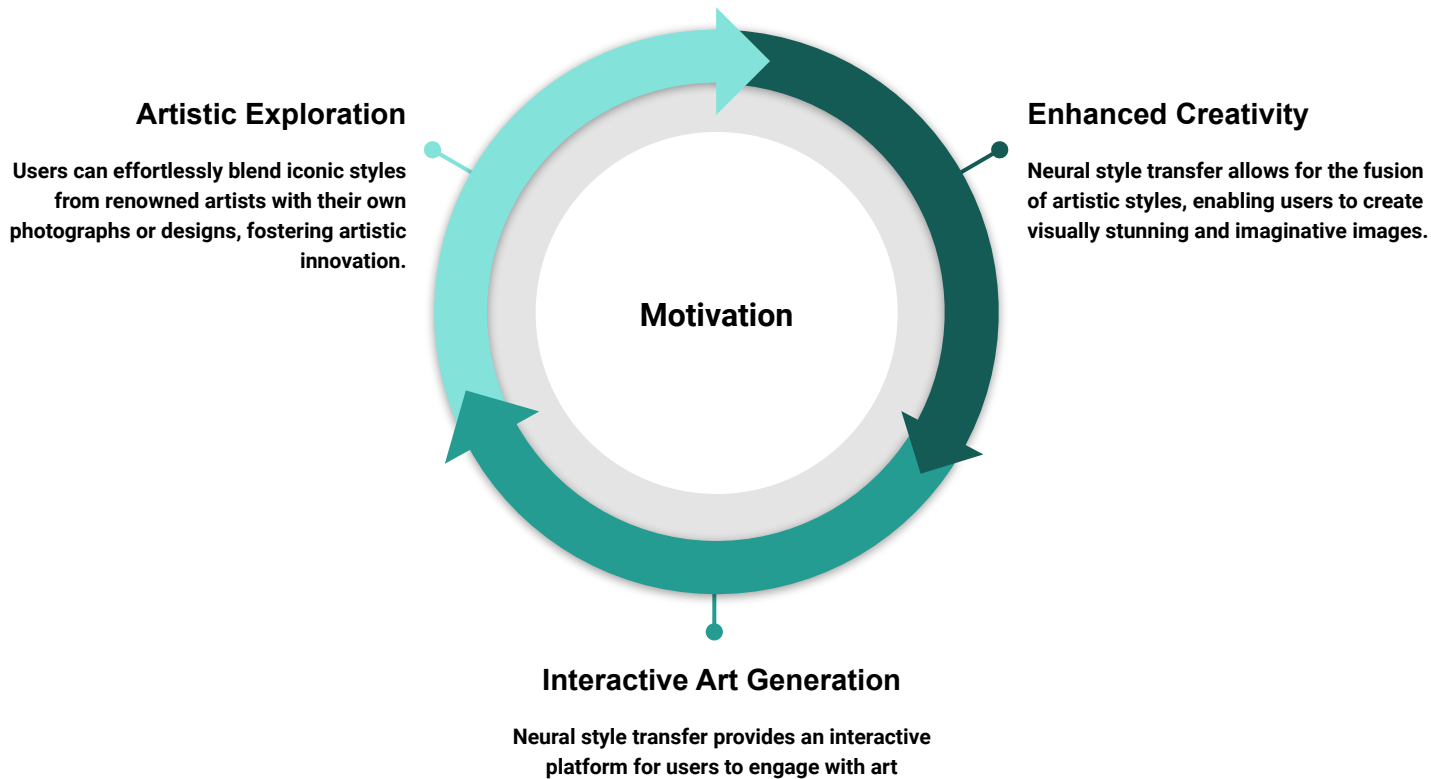 Artistic Exploration
Users can effortlessly blend iconic styles
from renowned artists with their own
photographs or designs, fostering artistic
innovation.
Enhanced Creativity
Neural style transfer allows for the fusion
of artistic styles, enabling users to create
visually stunning and imaginative images.
Motivation
Interactive Art Generation
Neural style transfer provides an interactive
platform for users to engage with art